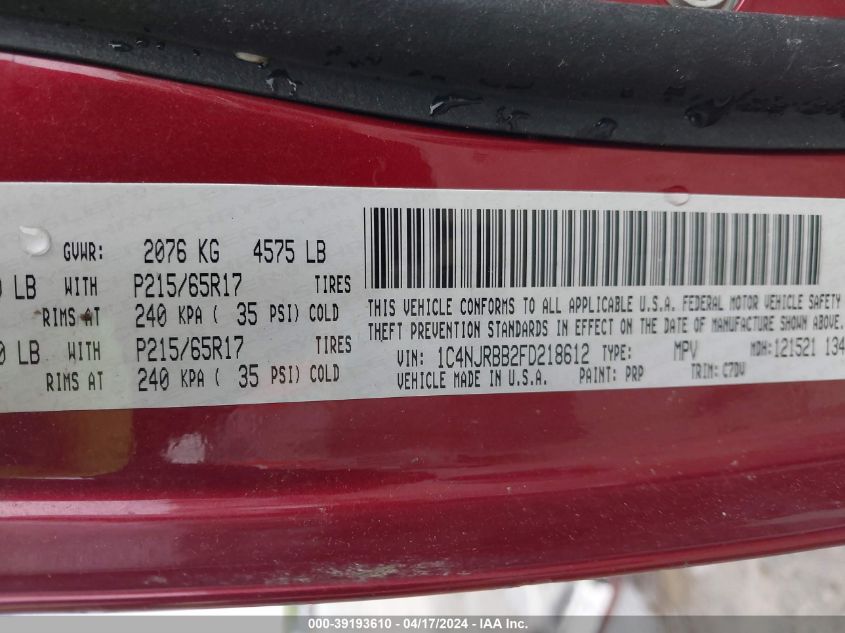 GVWR: 2076 KG 4575 LB
LB WITH P215/65R17 TIRES
RIMS AT 240 KPA ( 35 PSI) COLD
0 LB WITH P215/65R17 TIRES
RIMS AT 240 KPA ( 35 PSI) COLD
THIS VEHICLE CONFORMS TO ALL APPLICABLE U.S.A. FEDERAL MOTOR VEHICLE SAFETY
THEFT PREVENTION STANDARDS IN EFFECT ON THE DATE OF MANUFACTURE SHOWN ABOVE.
VIN: 1C4NJRBB2FD218612 TYPE: MPV MDH:121521 134
VEHICLE MADE IN U.S.A. PAINT: PRP TRIM: C7DV
000-39193610 - 04/17/2024 - IAA Inc.